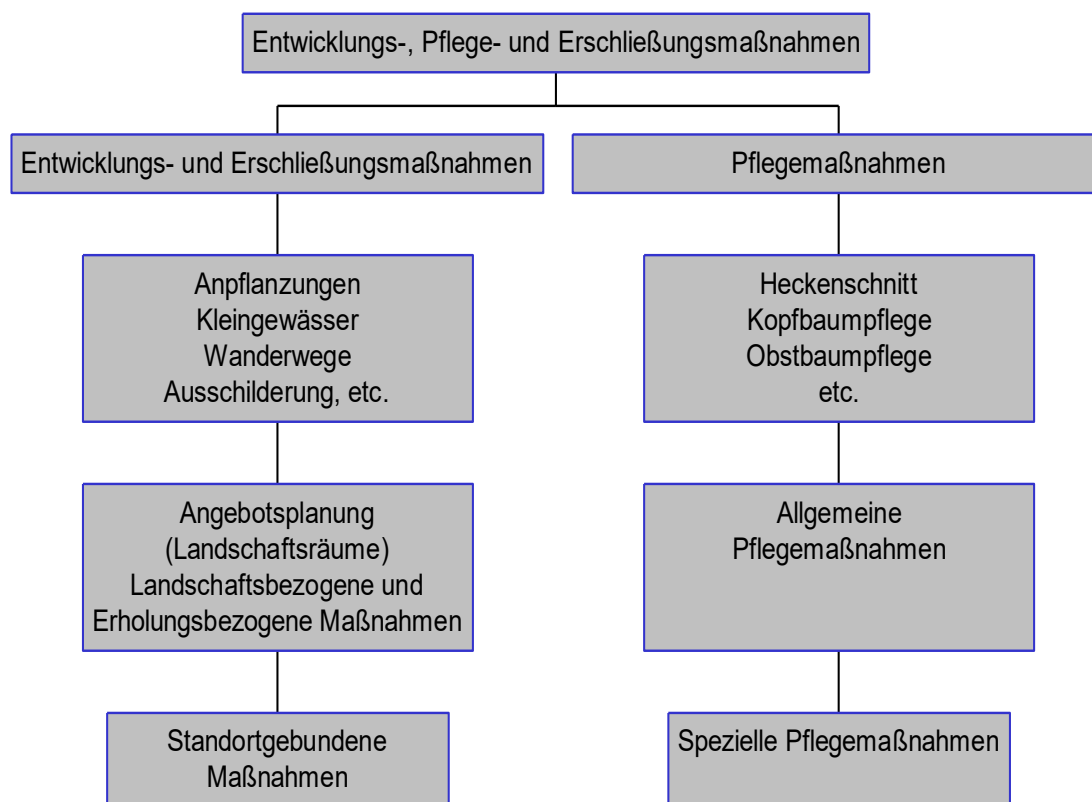 Entwicklungs-, Pflege- und Erschließungsmaßnahmen
Entwicklungs- und Erschließungsmaßnahmen
Pflegemaßnahmen
Anpflanzungen
Kleingewässer
Wanderwege
Ausschilderung, etc.
Heckenschnitt
Kopfbaumpflege
Obstbaumpflege
etc.
Angebotsplanung
(Landschaftsräume)
Landschaftsbezogene und
Erholungsbezogene Maßnahmen
Allgemeine
Pflegemaßnahmen
Standortgebundene
Maßnahmen
Spezielle Pflegemaßnahmen